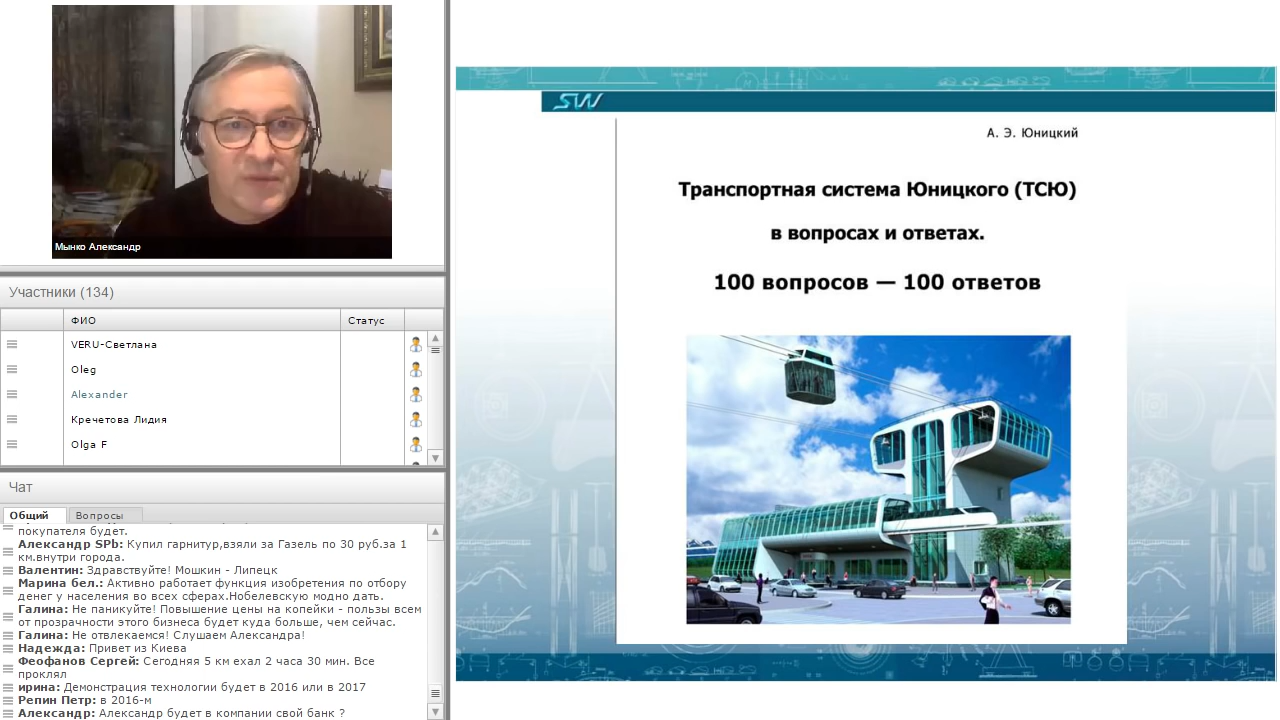 Мынко Александр
Участники (134)
ФИО Статус
VERU-Светлана
Oleg
Alexander
Кречетова Лидия
Olga F
Чат
Общий Вопросы
покупателя будет.
Александр SPb: Купил гарнитур,взяли за Газель по 30 руб.за 1
км.внутри города.
Валентин: Здравствуйте! Мошкин - Липецк
Марина бел.: Активно работает функция изобретения по отбору
денег у населения во всех сферах.Нобелевскую модно дать.
Галина: Не паникуйте! Повышение цены на копейки - пользы всем
от прозрачности этого бизнеса будет куда больше, чем сейчас.
Галина: Не отвлекаемся! Слушаем Александра!
Надежда: Привет из Киева
Феофанов Сергей: Сегодня 5 км ехал 2 часа 30 мин. Все
проклял
ирина: Демонстрация технологии будет в 2016 или в 2017
Репин Петр: в 2016-м
Александр: Александр будет в компании свой банк ?
SW
А. Э. Юницкий
Транспортная система Юницкого (ТСЮ)
в вопросах и ответах.
100 вопросов — 100 ответов